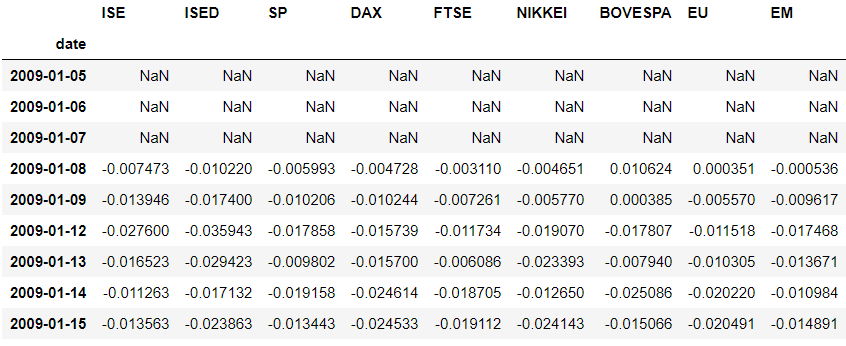 ISE ISED SP DAX FTSE NIKKEI BOVESPA EU EM
date
2009-01-05 NaN NaN NaN NaN NaN NaN NaN NaN NaN
2009-01-06 NaN NaN NaN NaN NaN NaN NaN NaN NaN
2009-01-07 NaN NaN NaN NaN NaN NaN NaN NaN NaN
2009-01-08 -0.007473 -0.010220 -0.005993 -0.004728 -0.003110 -0.004651 0.010624 0.000351 -0.000536
2009-01-09 -0.013946 -0.017400 -0.010206 -0.010244 -0.007261 -0.005770 0.000385 -0.005570 -0.009617
2009-01-12 -0.027600 -0.035943 -0.017858 -0.015739 -0.011734 -0.019070 -0.017807 -0.011518 -0.017468
2009-01-13 -0.016523 -0.029423 -0.009802 -0.015700 -0.006086 -0.023393 -0.007940 -0.010305 -0.013671
2009-01-14 -0.011263 -0.017132 -0.019158 -0.024614 -0.018705 -0.012650 -0.025086 -0.020220 -0.010984
2009-01-15 -0.013563 -0.023863 -0.013443 -0.024533 -0.019112 -0.024143 -0.015066 -0.020491 -0.014891